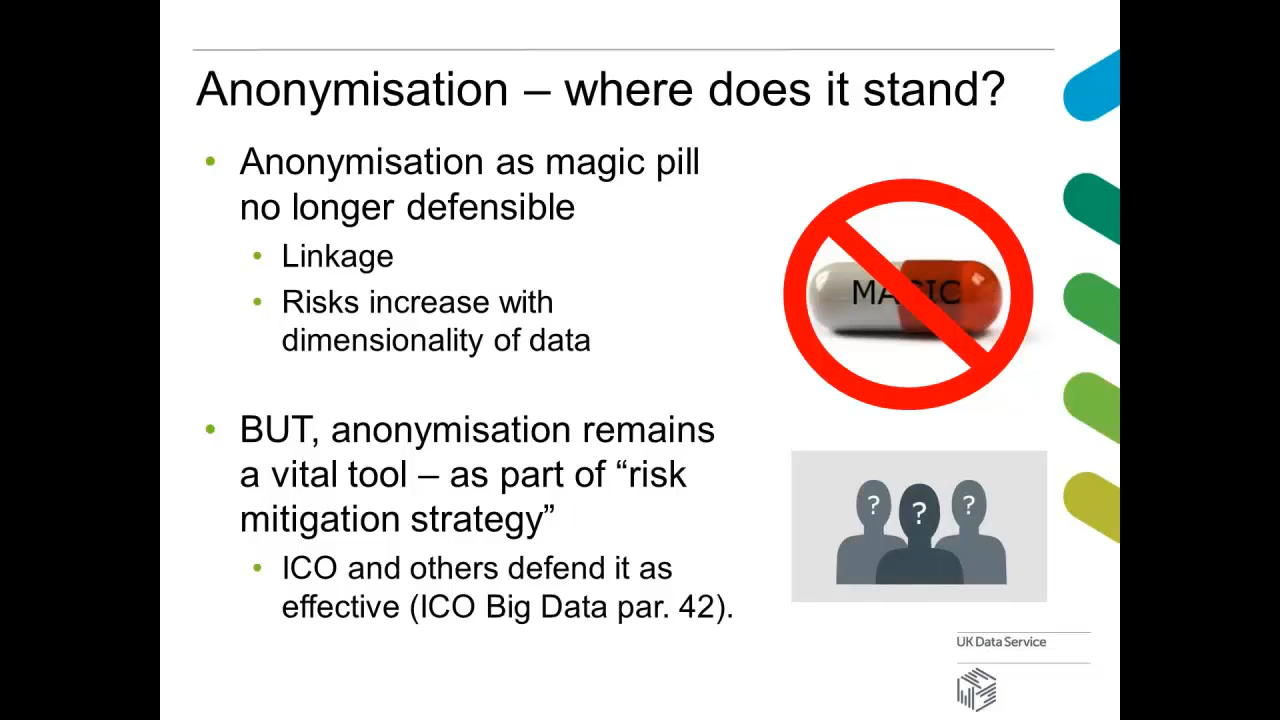 Anonymisation – where does it stand?
• Anonymisation as magic pill
no longer defensible
• Linkage
• Risks increase with
dimensionality of data
MAGIC
• BUT, anonymisation remains
a vital tool – as part of “risk
mitigation strategy”
• ICO and others defend it as
effective (ICO Big Data par. 42).
? ? ?
UK Data Service